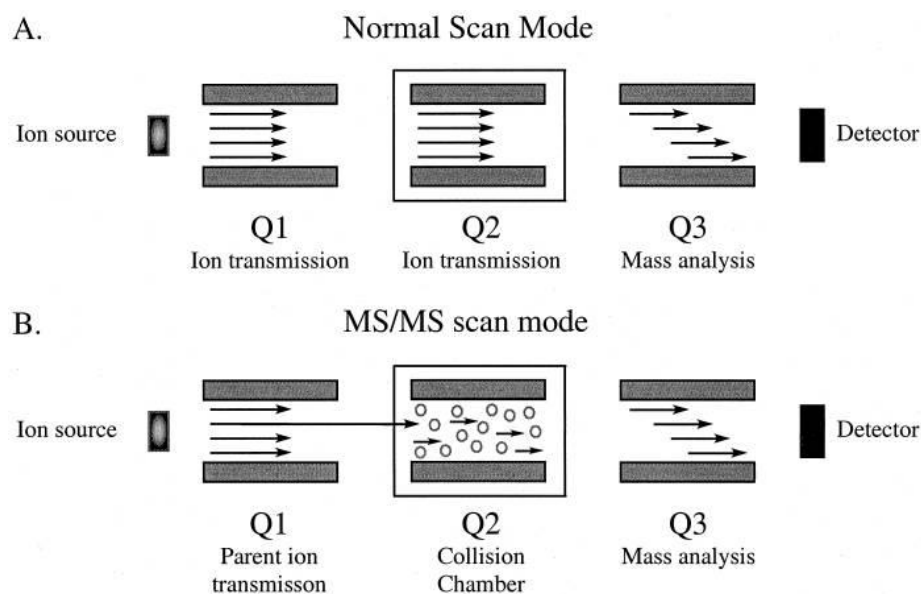 A.
Normal Scan Mode
Ion source
Detector
Q1
Q2
Q3
Ion transmission
Ion transmission
Mass analysis
B.
MS/MS scan mode
Ion source
Detector
Q1
Q2
Q3
Parent ion
transmisson
Collision
Chamber
Mass analysis